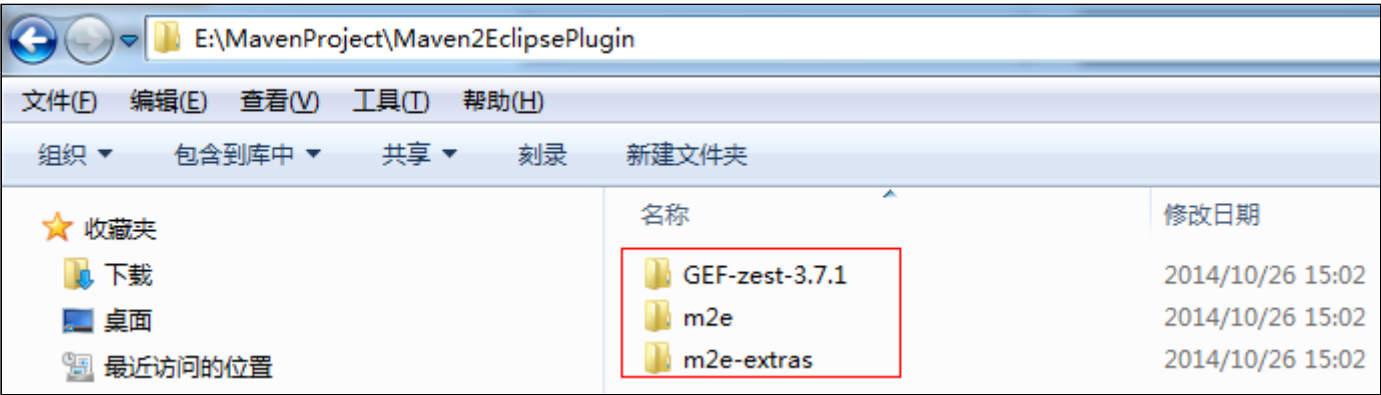 E:\MavenProject\Maven2EclipsePlugin
文件(F) 编辑(E) 查看(V) 工具(T) 帮助(H)
组织 包含到库中 共享 刻录 新建文件夹
收藏夹
下载
桌面
最近访问的位置
名称 修改日期
GEF-zest-3.7.1 2014/10/26 15:02
m2e 2014/10/26 15:02
m2e-extras 2014/10/26 15:02